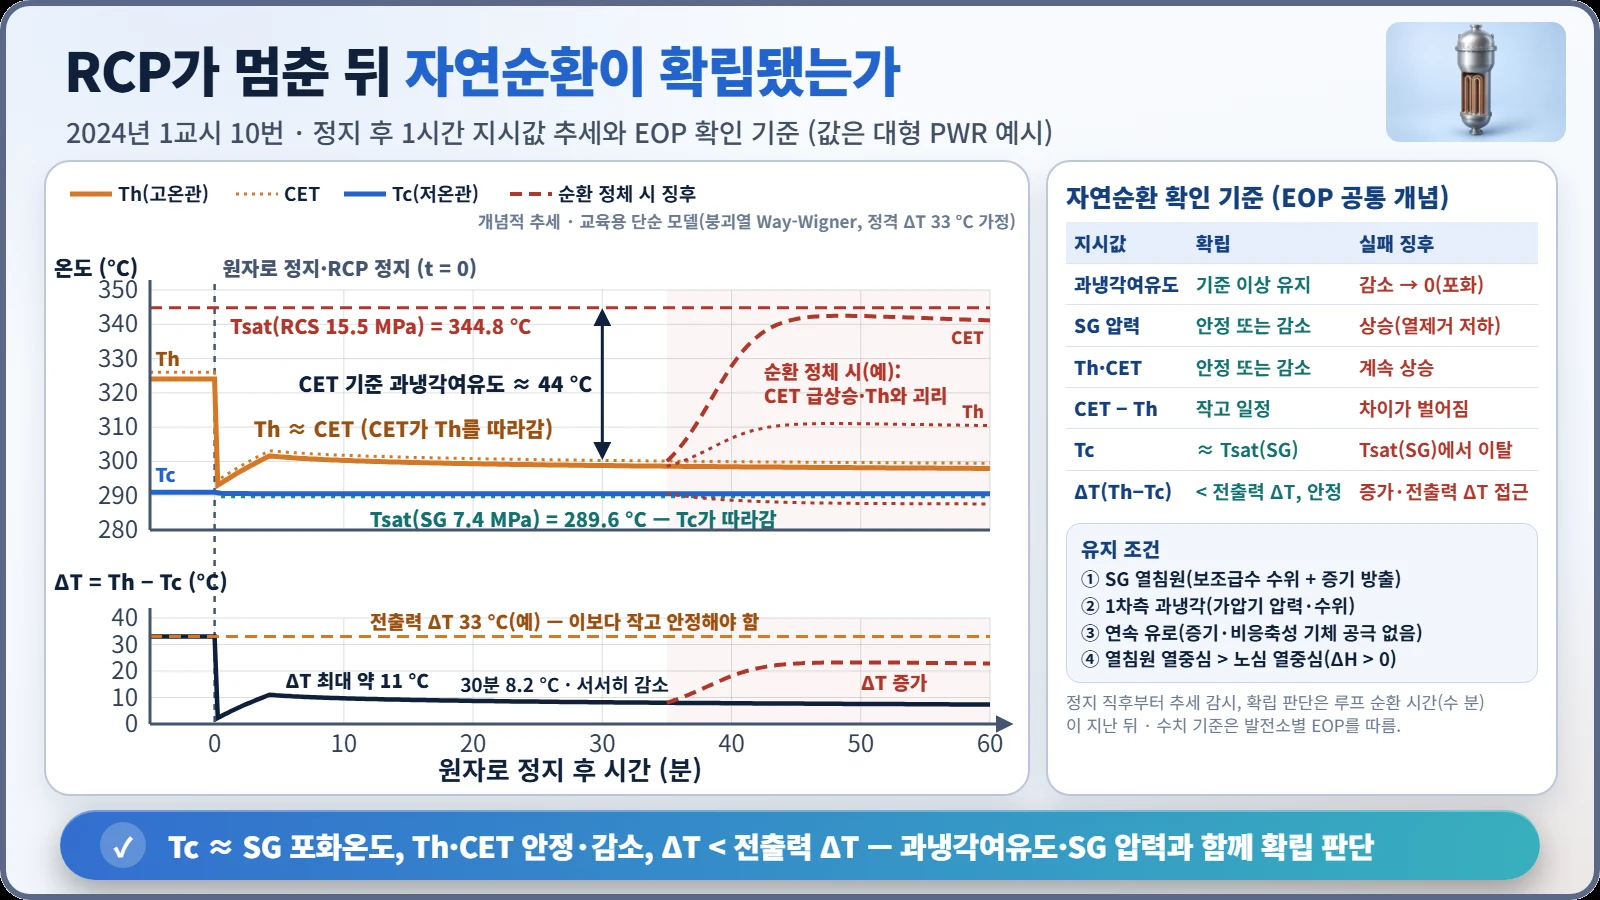 RCP가 멈춘 뒤 자연순환이 확립됐는가
2024년 1교시 10번 · 정지 후 1시간 지시값 추세와 EOP 확인 기준 (값은 대형 PWR 예시)
Th(고온관) CET Tc(저온관) 순환 정체 시 징후
개념적 추세 · 교육용 단순 모델(붕괴열 Way-Wigner, 정격 ΔT 33 °C 가정)
온도 (°C)
원자로 정지·RCP 정지 (t = 0)
350
340
330
320
310
300
290
280
Tsat(RCS 15.5 MPa) = 344.8 °C
Th
CET
CET 기준 과냉각여유도 ≈ 44 °C
순환 정체 시(예):
CET 급상승·Th와 괴리
Th
Th ≈ CET (CET가 Th를 따라감)
Tc
Tsat(SG 7.4 MPa) = 289.6 °C — Tc가 따라감
ΔT = Th − Tc (°C)
40
30
20
10
0
전출력 ΔT 33 °C(예) — 이보다 작고 안정해야 함
ΔT 최대 약 11 °C
30분 8.2 °C · 서서히 감소
ΔT 증가
0 10 20 30 40 50 60
원자로 정지 후 시간 (분)
자연순환 확인 기준 (EOP 공통 개념)
지시값 확립 실패 징후
과냉각여유도 기준 이상 유지 감소 → 0(포화)
SG 압력 안정 또는 감소 상승(열제거 저하)
Th·CET 안정 또는 감소 계속 상승
CET − Th 작고 일정 차이가 벌어짐
Tc ≈ Tsat(SG) Tsat(SG)에서 이탈
ΔT(Th−Tc) < 전출력 ΔT, 안정 증가·전출력 ΔT 접근
유지 조건
① SG 열침원(보조급수 수위 + 증기 방출)
② 1차측 과냉각(가압기 압력·수위)
③ 연속 유로(증기·비응축성 기체 공극 없음)
④ 열침원 열중심 > 노심 열중심(ΔH > 0)
정지 직후부터 추세 감시, 확립 판단은 루프 순환 시간(수 분)
이 지난 뒤 · 수치 기준은 발전소별 EOP를 따름.
✓ Tc ≈ SG 포화온도, Th·CET 안정·감소, ΔT < 전출력 ΔT — 과냉각여유도·SG 압력과 함께 확립 판단